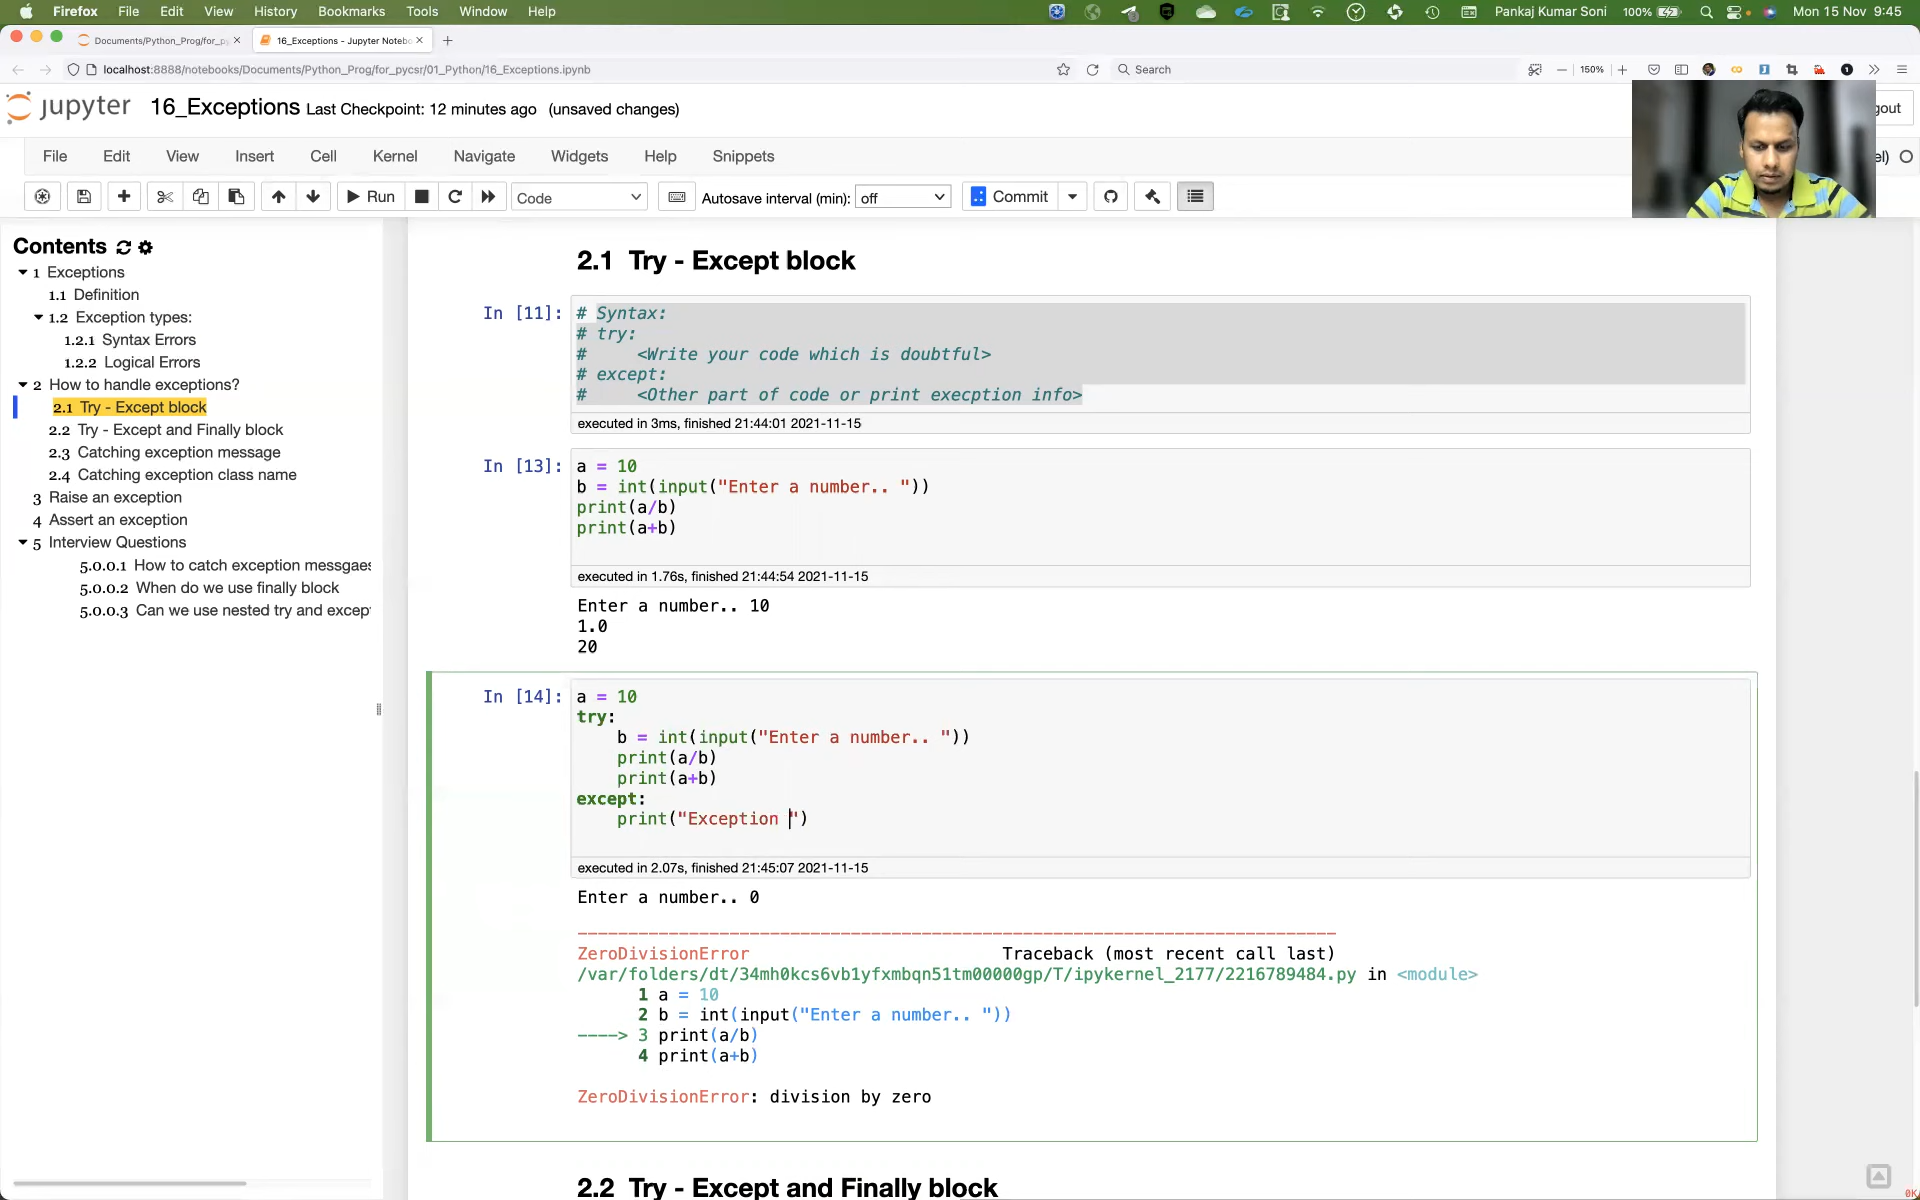 Firefox File Edit View History Bookmarks Tools Window Help 100% Pankaj Kumar Soni Mon 15 Nov 9:45
Documents/Python_Prog/for_p × 16_Exceptions - Jupyter Notebo × +
localhost:8888/notebooks/Documents/Python_Prog/for_pycsr/01_Python/16_Exceptions.ipynb Search 150%
jupyter 16_Exceptions Last Checkpoint: 12 minutes ago (unsaved changes) gout
File Edit View Insert Cell Kernel Navigate Widgets Help Snippets el)
Run Code Autosave interval (min): off Commit
Contents
1 Exceptions
1.1 Definition
1.2 Exception types:
1.2.1 Syntax Errors
1.2.2 Logical Errors
2 How to handle exceptions?
2.1 Try - Except block
2.2 Try - Except and Finally block
2.3 Catching exception message
2.4 Catching exception class name
3 Raise an exception
4 Assert an exception
5 Interview Questions
5.0.0.1 How to catch exception messgaes
5.0.0.2 When do we use finally block
5.0.0.3 Can we use nested try and excep
2.1 Try - Except block
In [11]: # Syntax:
# try:
#     <Write your code which is doubtful>
# except:
#     <Other part of code or print execption info>
executed in 3ms, finished 21:44:01 2021-11-15
In [13]: a = 10
b = int(input("Enter a number.. "))
print(a/b)
print(a+b)
executed in 1.76s, finished 21:44:54 2021-11-15
Enter a number.. 10
1.0
20
In [14]: a = 10
try:
    b = int(input("Enter a number.. "))
    print(a/b)
    print(a+b)
except:
    print("Exception ")
executed in 2.07s, finished 21:45:07 2021-11-15
Enter a number.. 0
---------------------------------------------------------------------------
ZeroDivisionError Traceback (most recent call last)
/var/folders/dt/34mh0kcs6vb1yfxmbqn51tm00000gp/T/ipykernel_2177/2216789484.py in <module>
1 a = 10
2 b = int(input("Enter a number.. "))
----> 3 print(a/b)
4 print(a+b)
ZeroDivisionError: division by zero
2.2 Try - Except and Finally block